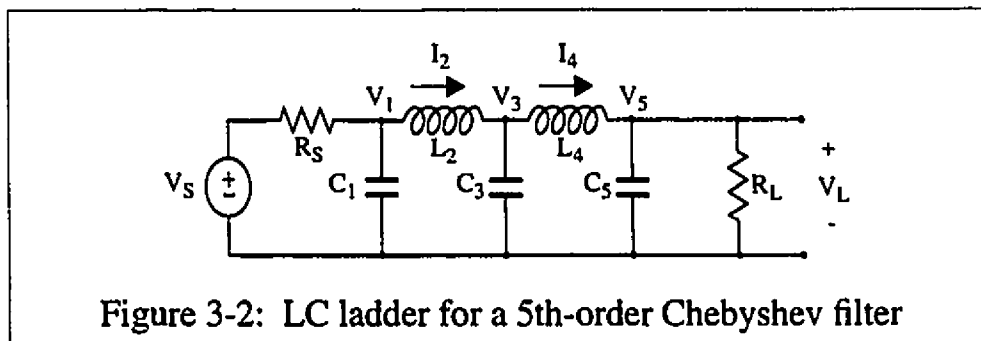 I2 I4
V1 V3 V5
RS L2 L4
VS + - C1 C3 C5 RL + VL -
Figure 3-2: LC ladder for a 5th-order Chebyshev filter